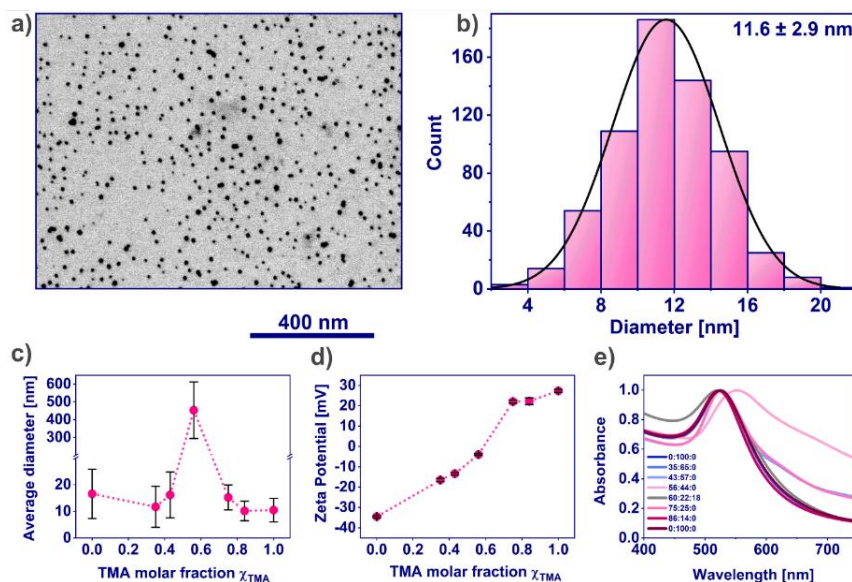 a)
400 nm
b)
11.6 ± 2.9 nm
Count
160
120
80
40
0
4 8 12 16 20
Diameter [nm]
c)
Average diameter [nm]
600
500
400
300
20
10
0
0.0 0.2 0.4 0.6 0.8 1.0
TMA molar fraction χTMA
d)
Zeta Potential [mV]
30
20
10
0
-10
-20
-30
-40
0.0 0.2 0.4 0.6 0.8 1.0
TMA molar fraction χTMA
e)
Absorbance
1.0
0.8
0.6
0.4
0.2
0.0
0:100:0
35:65:0
43:57:0
56:44:0
60:22:18
75:25:0
86:14:0
0:100:0
400 500 600 700
Wavelength [nm]